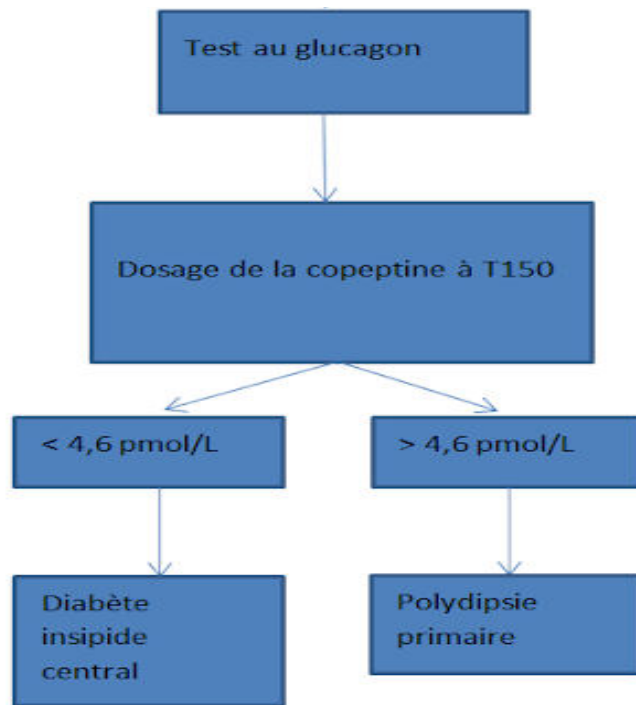 Test au glucagon
Dosage de la copeptine à T150
< 4,6 pmol/L
> 4,6 pmol/L
Diabète
insipide
central
Polydipsie
primaire